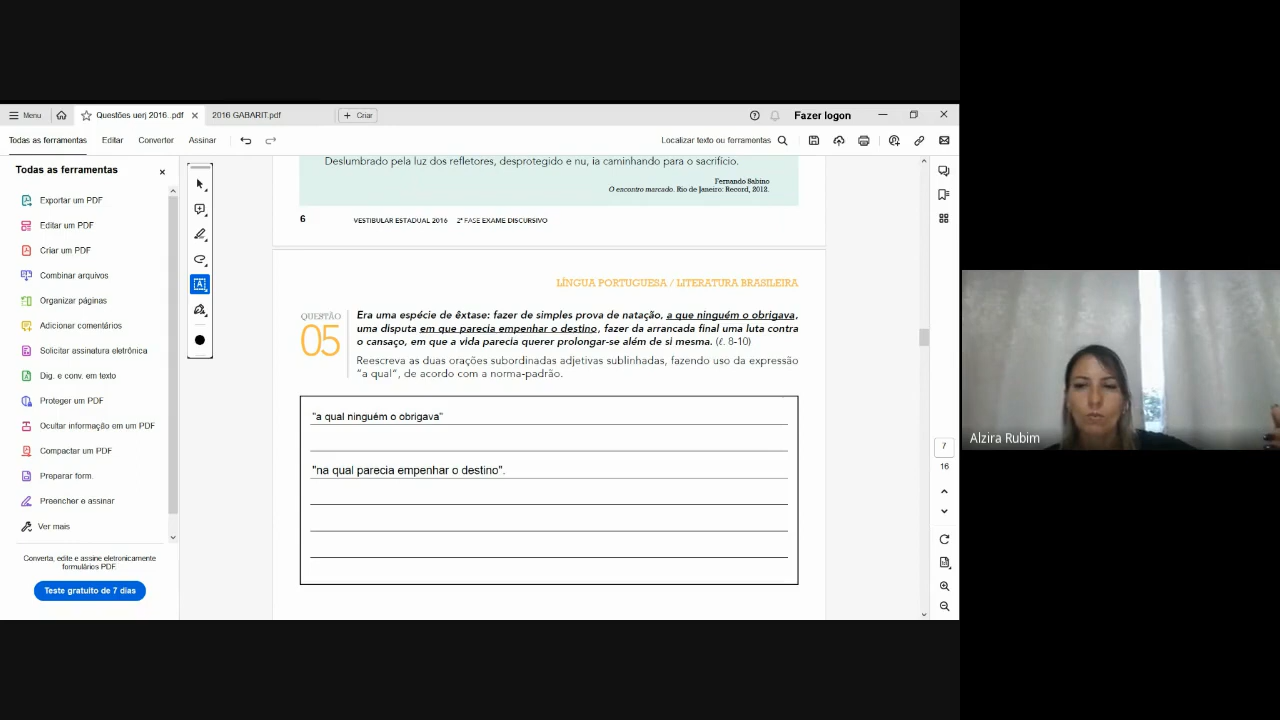 Menu
Questões uerj 2016..pdf
2016 GABARIT.pdf
+ Criar
Fazer logon
Todas as ferramentas
Editar
Converter
Assinar
Localizar texto ou ferramentas
Todas as ferramentas
Exportar um PDF
Editar um PDF
Criar um PDF
Combinar arquivos
Organizar páginas
Adicionar comentários
Solicitar assinatura eletrônica
Dig. e conv. em texto
Proteger um PDF
Ocultar informação em um PDF
Compactar um PDF
Preparar form.
Preencher e assinar
Ver mais
Converta, edite e assine eletronicamente
formulários PDF.
Teste gratuito de 7 dias
Deslumbrado pela luz dos refletores, desprotegido e nu, ia caminhando para o sacrifício.
Fernando Sabino
O encontro marcado. Rio de Janeiro: Record, 2012.
6 VESTIBULAR ESTADUAL 2016 2ª FASE EXAME DISCURSIVO
LÍNGUA PORTUGUESA / LITERATURA BRASILEIRA
QUESTÃO
05
Era uma espécie de êxtase: fazer de simples prova de natação, a que ninguém o obrigava,
uma disputa em que parecia empenhar o destino, fazer da arrancada final uma luta contra
o cansaço, em que a vida parecia querer prolongar-se além de si mesma. (ℓ. 8-10)
Reescreva as duas orações subordinadas adjetivas sublinhadas, fazendo uso da expressão
"a qual", de acordo com a norma-padrão.
"a qual ninguém o obrigava"
"na qual parecia empenhar o destino".
7
16
Alzira Rubim